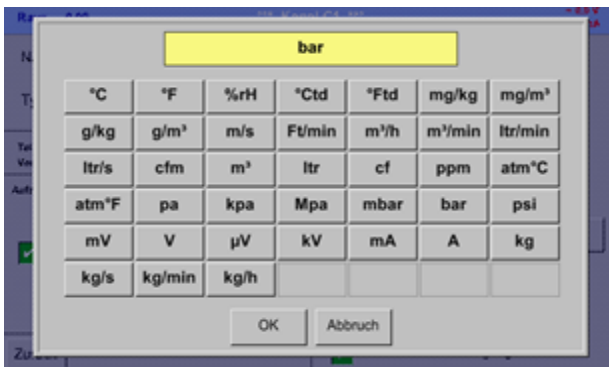 *** Kanal C4 ***
bar
°C °F %rH °Ctd °Ftd mg/kg mg/m³
g/kg g/m³ m/s Ft/min m³/h m³/min ltr/min
ltr/s cfm m³ ltr cf ppm atm°C
atm°F pa kpa Mpa mbar bar psi
mV V µV kV mA A kg
kg/s kg/min kg/h
OK Abbruch